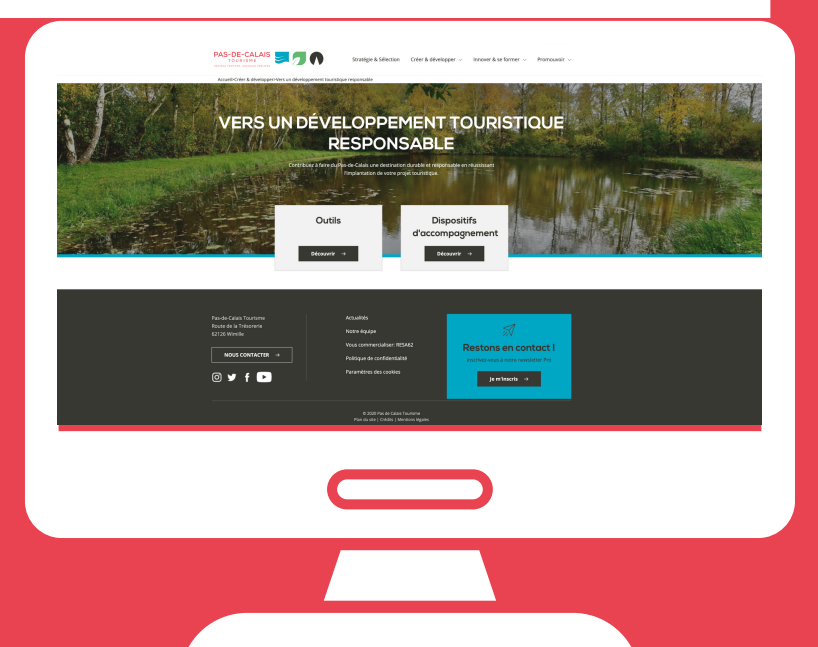 PAS-DE-CALAIS
TOURISME
Stratégie & Sélection
Créer & développer
Innover & se former
Promouvoir
Accueil>Créer & développer>Vers un développement touristique responsable
VERS UN DÉVELOPPEMENT TOURISTIQUE
RESPONSABLE
Contribuez à faire du Pas-de-Calais une destination durable et responsable en réussissant
l'implantation de votre projet touristique.
Outils
Découvrir →
Dispositifs
d'accompagnement
Découvrir →
Pas-de-Calais Tourisme
Route de la Trésorerie
62126 Wimille
NOUS CONTACTER →
Actualités
Notre équipe
Vous commercialiser: RESA62
Politique de confidentialité
Paramètres des cookies
Restons en contact !
Inscrivez-vous à notre newsletter Pro
Je m'inscris →
© 2020 Pas de Calais Tourisme
Plan du site | Crédits | Mentions légales